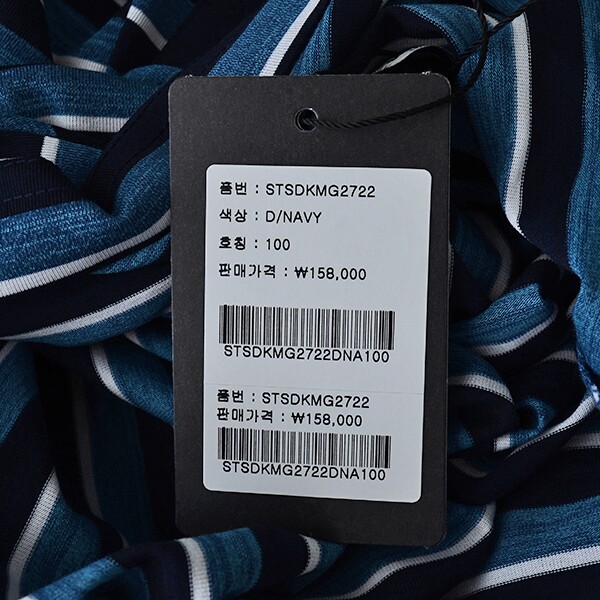 품번 : STSDKMG2722
색상 : D/NAVY
호칭 : 100
판매가격 : ₩158,000
STSDKMG2722DNA100
품번 : STSDKMG2722
판매가격 : ₩158,000
STSDKMG2722DNA100